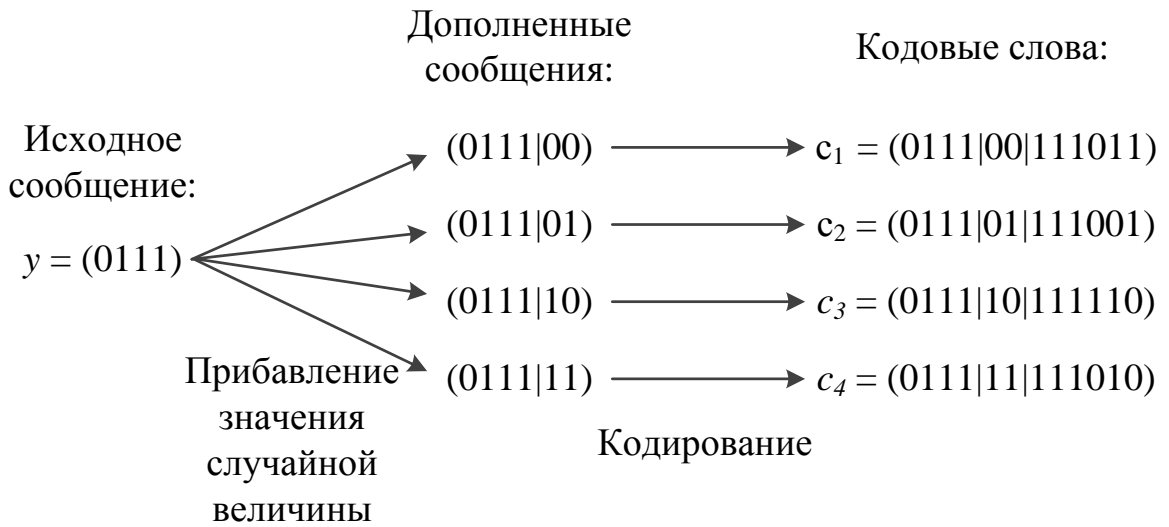 Дополненные
сообщения:
Кодовые слова:
Исходное
сообщение:
y = (0111)
(0111|00)
c₁ = (0111|00|111011)
(0111|01)
c₂ = (0111|01|111001)
(0111|10)
c₃ = (0111|10|111110)
(0111|11)
c₄ = (0111|11|111010)
Прибавление
значения
случайной
величины
Кодирование